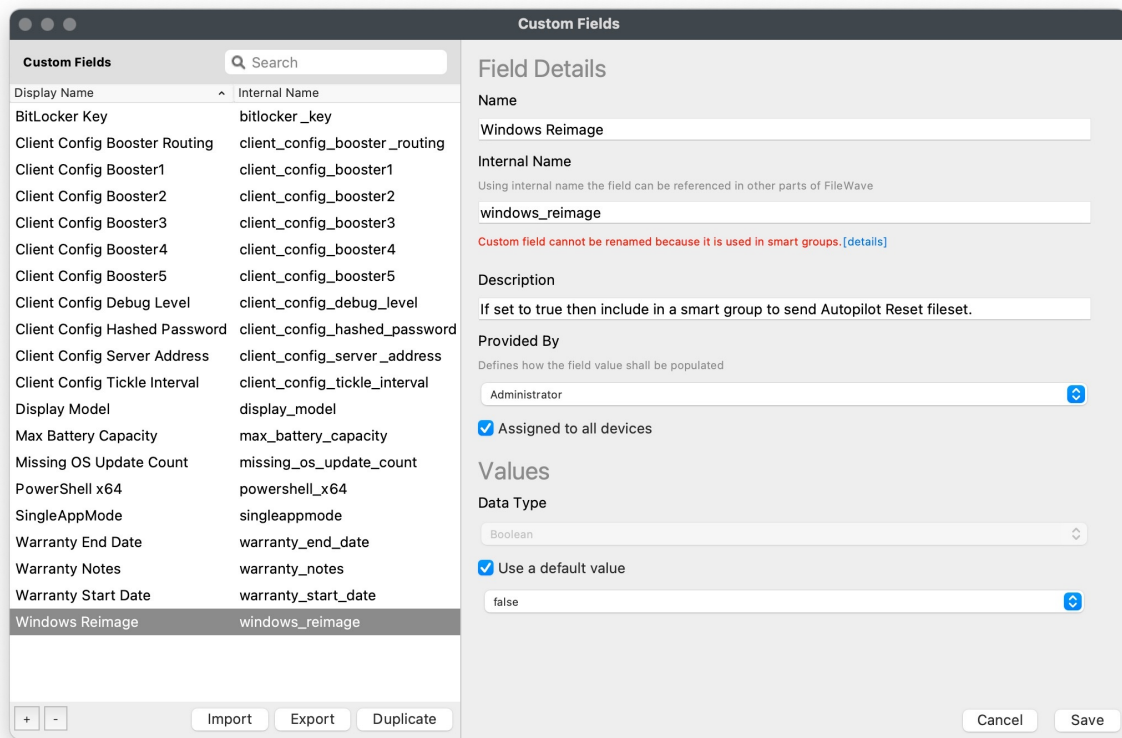 Custom Fields
Custom Fields
Search
Display Name
Internal Name
BitLocker Key
bitlocker_key
Client Config Booster Routing
client_config_booster_routing
Client Config Booster1
client_config_booster1
Client Config Booster2
client_config_booster2
Client Config Booster3
client_config_booster3
Client Config Booster4
client_config_booster4
Client Config Booster5
client_config_booster5
Client Config Debug Level
client_config_debug_level
Client Config Hashed Password
client_config_hashed_password
Client Config Server Address
client_config_server_address
Client Config Tickle Interval
client_config_tickle_interval
Display Model
display_model
Max Battery Capacity
max_battery_capacity
Missing OS Update Count
missing_os_update_count
PowerShell x64
powershell_x64
SingleAppMode
singleappmode
Warranty End Date
warranty_end_date
Warranty Notes
warranty_notes
Warranty Start Date
warranty_start_date
Windows Reimage
windows_reimage
+
-
Import
Export
Duplicate
Field Details
Name
Windows Reimage
Internal Name
Using internal name the field can be referenced in other parts of FileWave
windows_reimage
Custom field cannot be renamed because it is used in smart groups.[details]
Description
If set to true then include in a smart group to send Autopilot Reset fileset.
Provided By
Defines how the field value shall be populated
Administrator
Assigned to all devices
Values
Data Type
Boolean
Use a default value
false
Cancel
Save